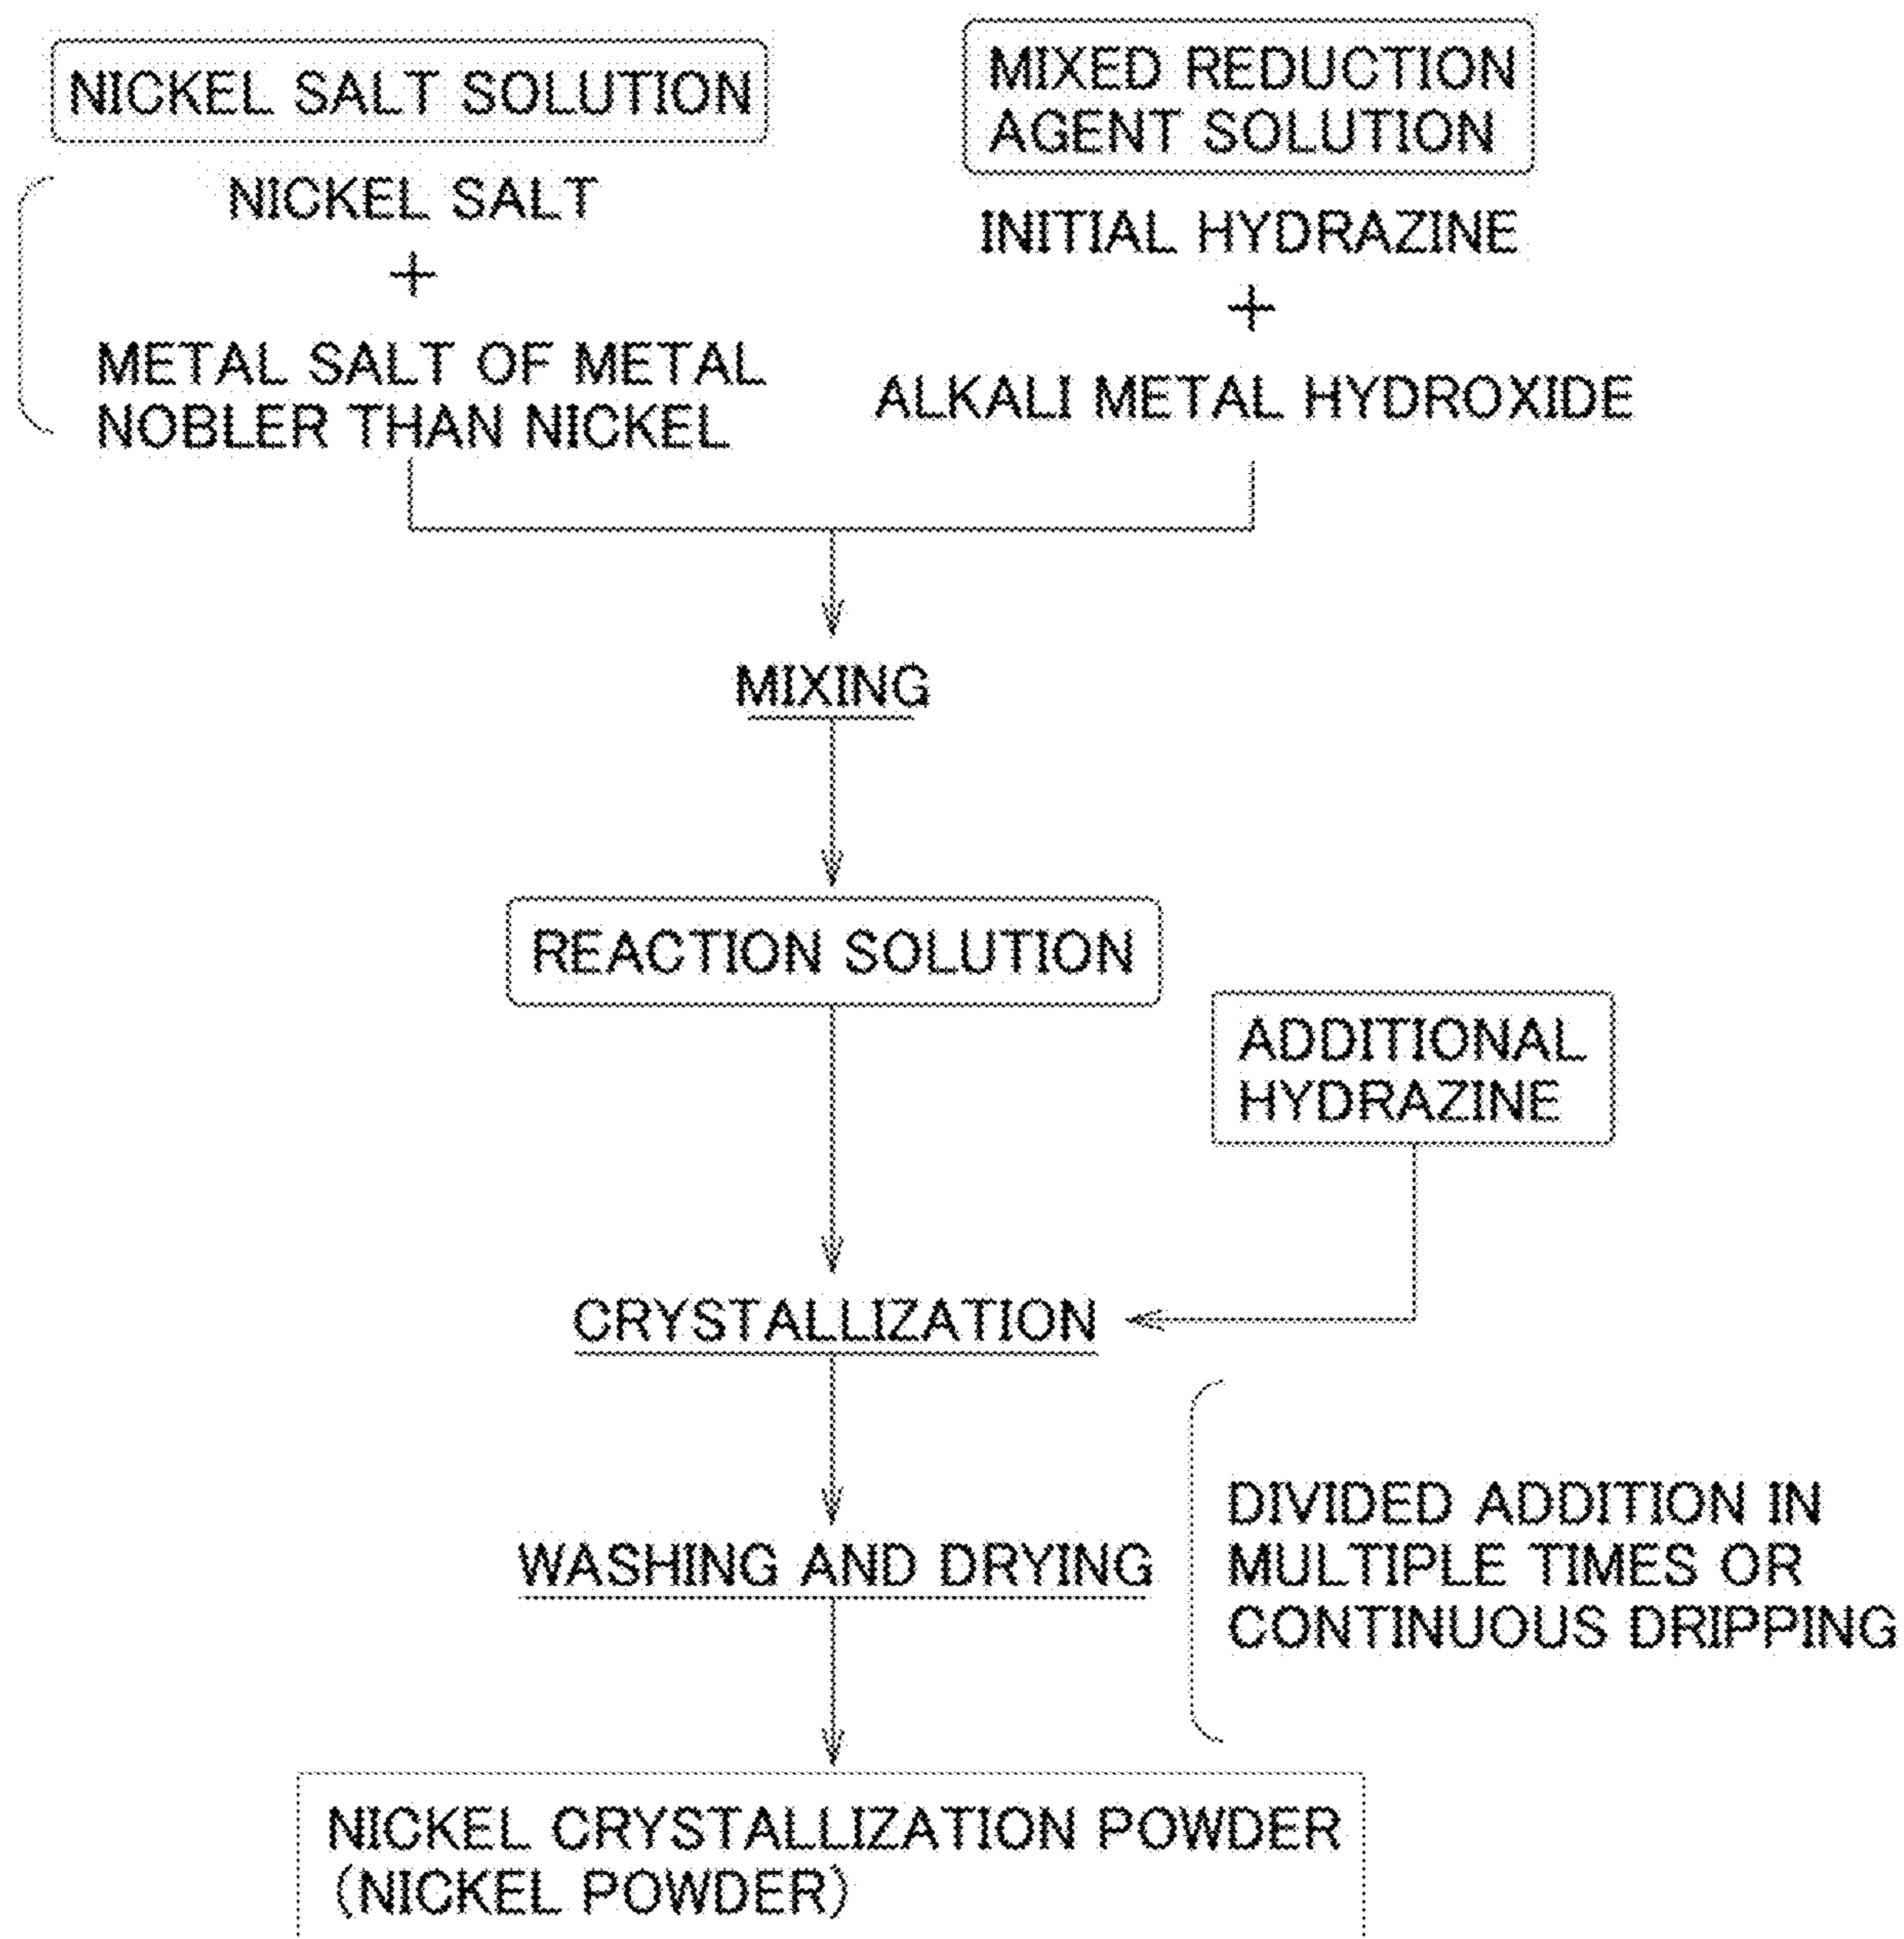 NICKEL SALT SOLUTION
NICKEL SALT
+
METAL SALT OF METAL
NOBLER THAN NICKEL
MIXED REDUCTION
AGENT SOLUTION
INITIAL HYDRAZINE
+
ALKALI METAL HYDROXIDE
MIXING
REACTION SOLUTION
ADDITIONAL
HYDRAZINE
CRYSTALLIZATION
DIVIDED ADDITION IN
MULTIPLE TIMES OR
CONTINUOUS DRIPPING
WASHING AND DRYING
NICKEL CRYSTALLIZATION POWDER
(NICKEL POWDER)